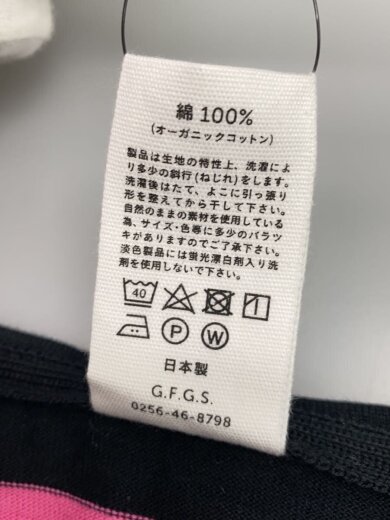 綿 100%
(オーガニックコットン)
製品は生地の特性上、洗濯によ
り多少の斜行(ねじれ)をします。
洗濯後はたて、よこに引っ張り
形を整えてから干して下さい。
自然のままの素材を使用している
為、サイズ・色等に多少のバラツ
キがありますのでご了承下さい。
淡色製品には蛍光漂白剤入り洗
剤を使用しないで下さい。
40
P W
日本製
G.F.G.S.
0256-46-8798